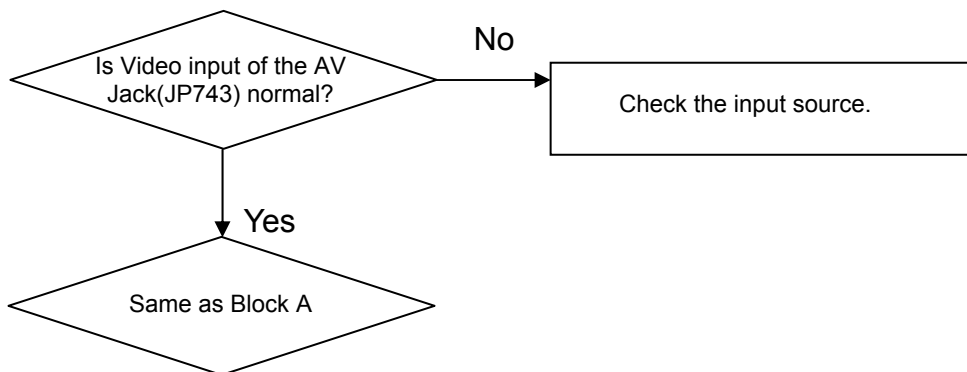 No
Is Video input of the AV
Jack(JP743) normal?
Check the input source.
Yes
Same as Block A